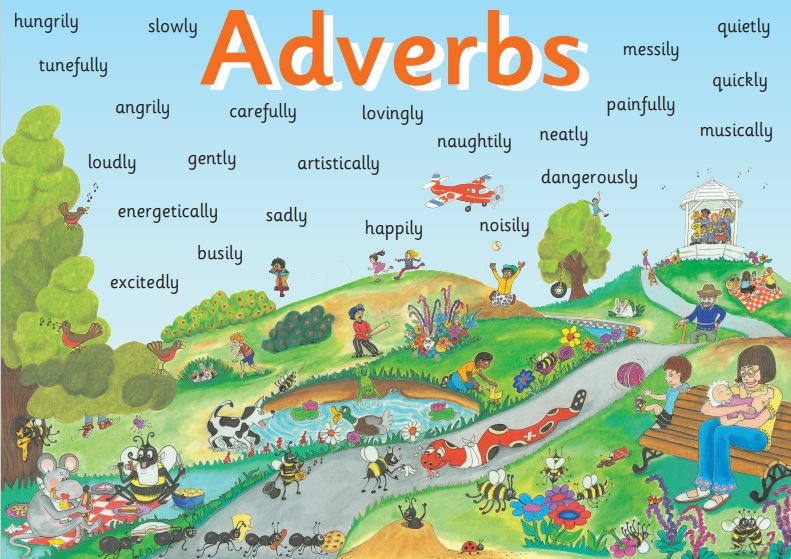 Adverbs
hungrily
slowly
quietly
messily
tunefully
quickly
angrily
carefully
lovingly
painfully
naughtily
neatly
musically
loudly
gently
artistically
dangerously
energetically
sadly
happily
noisily
busily
excitedly